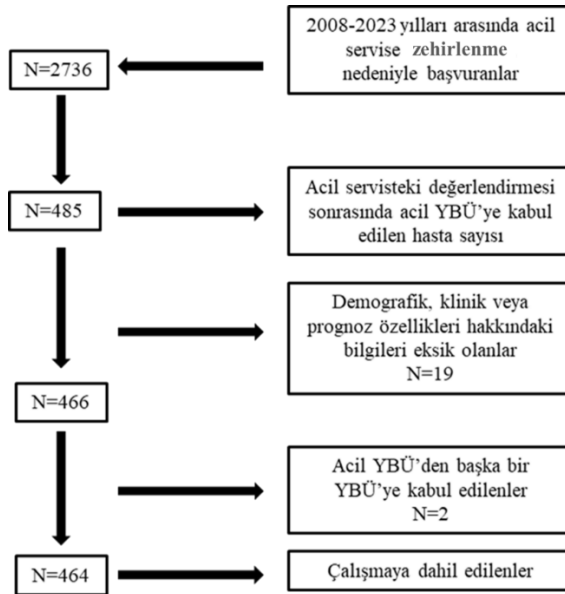 2008-2023 yılları arasında acil
servise zehirlenme
nedeniyle başvuranlar
N=2736
N=485
Acil servisteki değerlendirmesi
sonrasında acil YBÜ'ye kabul
edilen hasta sayısı
Demografik, klinik veya
prognoz özellikleri hakkındaki
bilgileri eksik olanlar
N=19
N=466
Acil YBÜ'den başka bir
YBÜ'ye kabul edilenler
N=2
N=464
Çalışmaya dahil edilenler